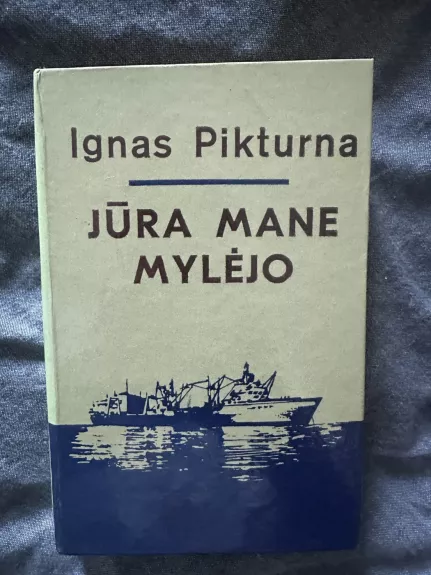 Ignas Pikturna
JŪRA MANE
MYLĖJO